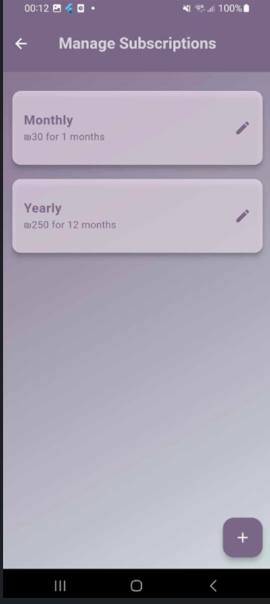 00:12
100%
Manage Subscriptions
Monthly
₪30 for 1 months
Yearly
₪250 for 12 months
+